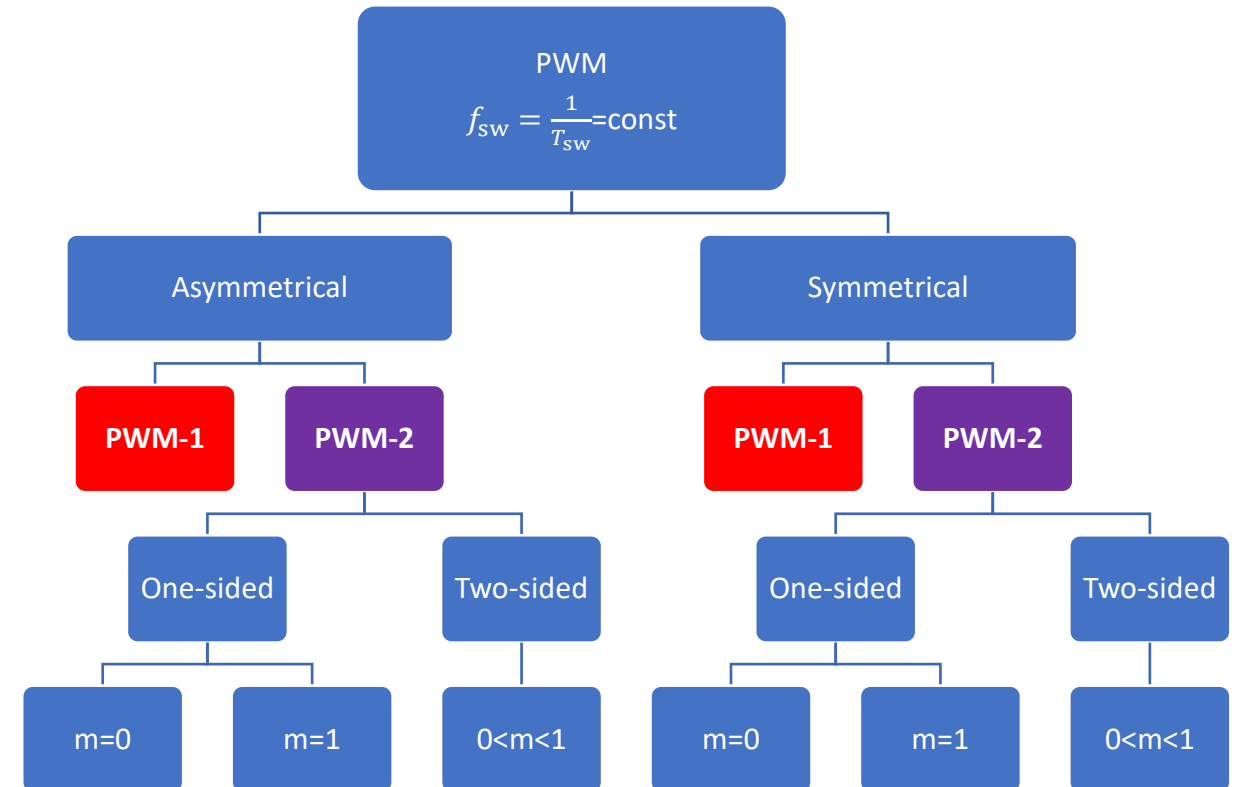 PWM
f_sw = 1/T_sw=const
Asymmetrical
Symmetrical
PWM-1
PWM-2
PWM-1
PWM-2
One-sided
Two-sided
One-sided
Two-sided
m=0
m=1
0<m<1
m=0
m=1
0<m<1